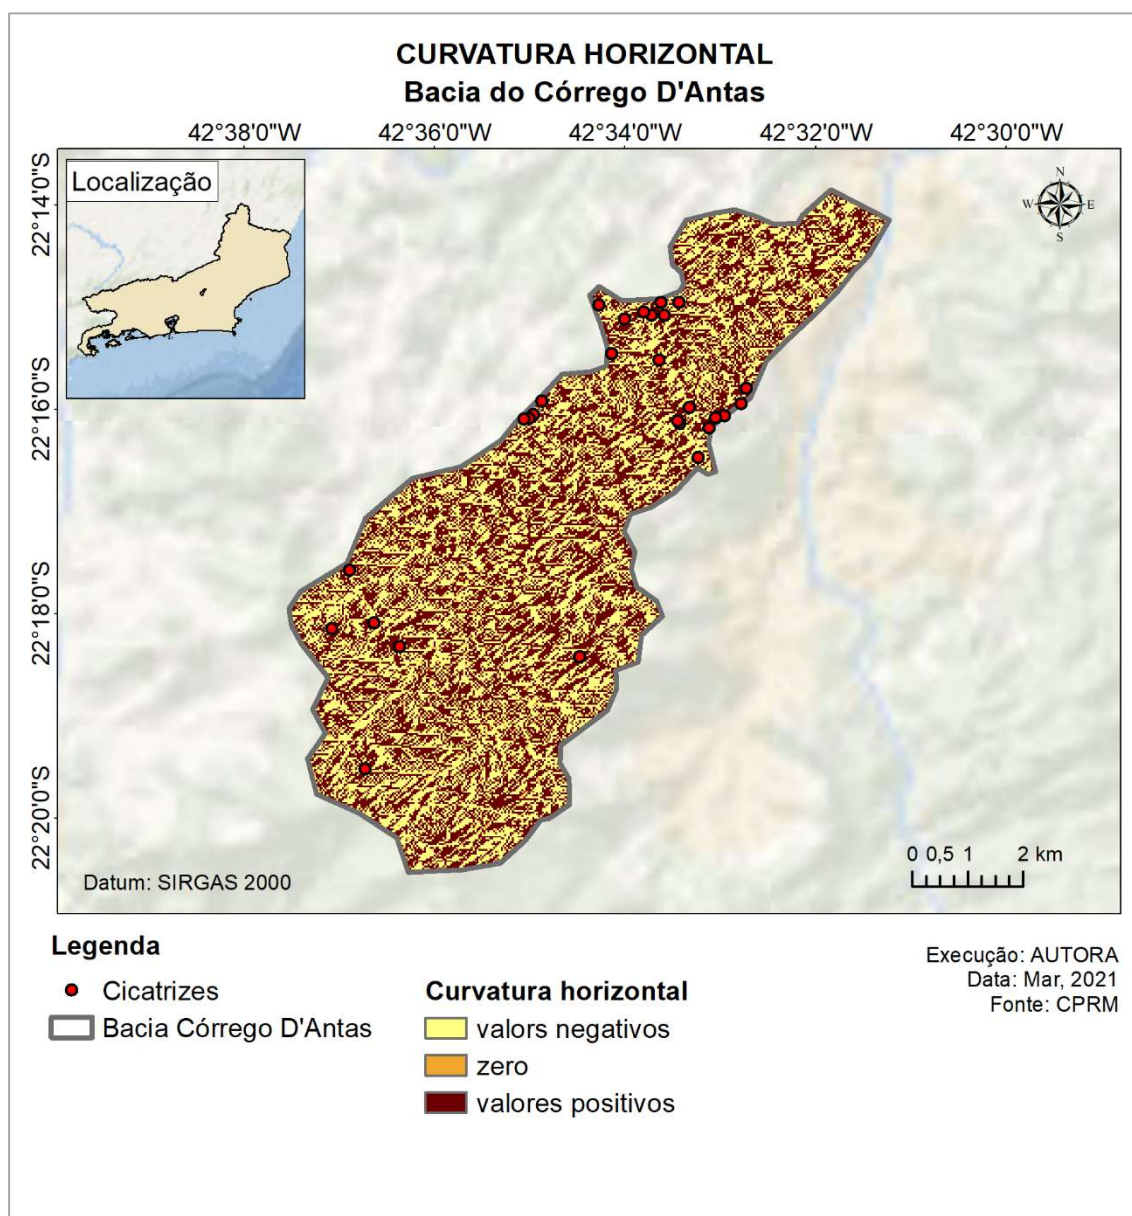 CURVATURA HORIZONTAL
Bacia do Córrego D'Antas
42°38'0"W 42°36'0"W 42°34'0"W 42°32'0"W 42°30'0"W
Localização
N
W E
S
22°14'0"S
22°16'0"S
22°18'0"S
22°20'0"S
0 0,5 1 2 km
Datum: SIRGAS 2000
Legenda
Cicatrizes
Bacia Córrego D'Antas
Curvatura horizontal
valors negativos
zero
valores positivos
Execução: AUTORA
Data: Mar, 2021
Fonte: CPRM